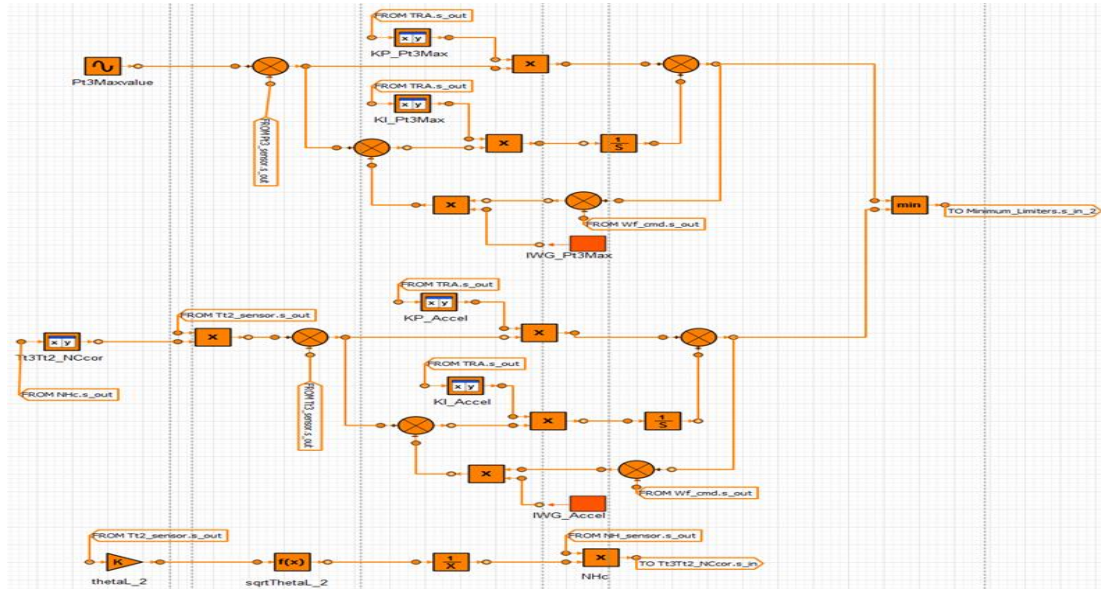 FROM TRA.s_out
x y
KP_Pt3Max
Pt3Maxvalue
x
FROM TRA.s_out
x y
KI_Pt3Max
FROM Pt3_sensor.s_out
x
1
S
x
FROM Wf_cmd.s_out
min
TO Minimum_Limiters.s_in_2
IWG_Pt3Max
FROM TRA.s_out
x y
KP_Accel
FROM Tt2_sensor.s_out
x
x
x y
Tt3Tt2_NCcor
FROM TRA.s_out
x y
KI_Accel
FROM NHc.s_out
FROM Tt3_sensor.s_out
x
1
S
x
FROM Wf_cmd.s_out
IWG_Accel
FROM Tt2_sensor.s_out
FROM NH_sensor.s_out
K
f(x)
1
X
x
TO Tt3Tt2_NCcor.s_in
thetaL_2
sqrtThetaL_2
NHc